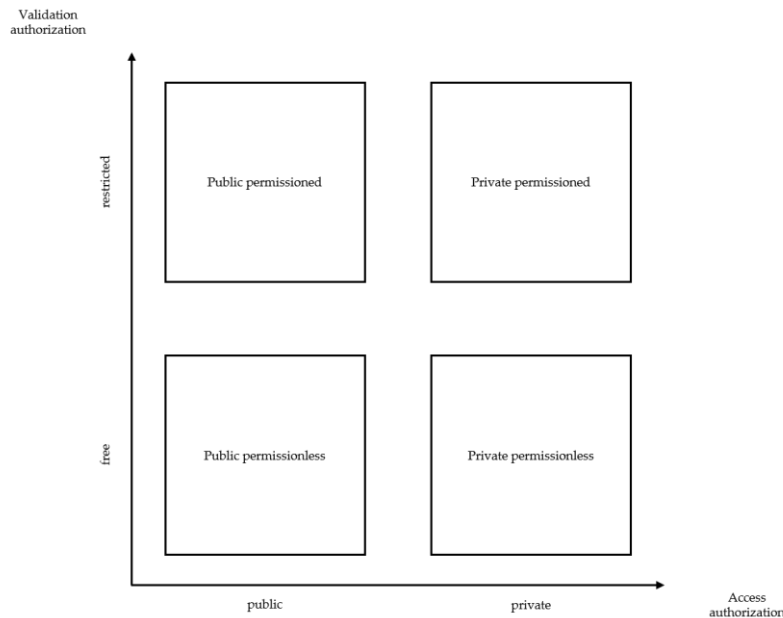 Validation
authorization
restricted
Public permissioned
Private permissioned
free
Public permissionless
Private permissionless
public
private
Access
authorization